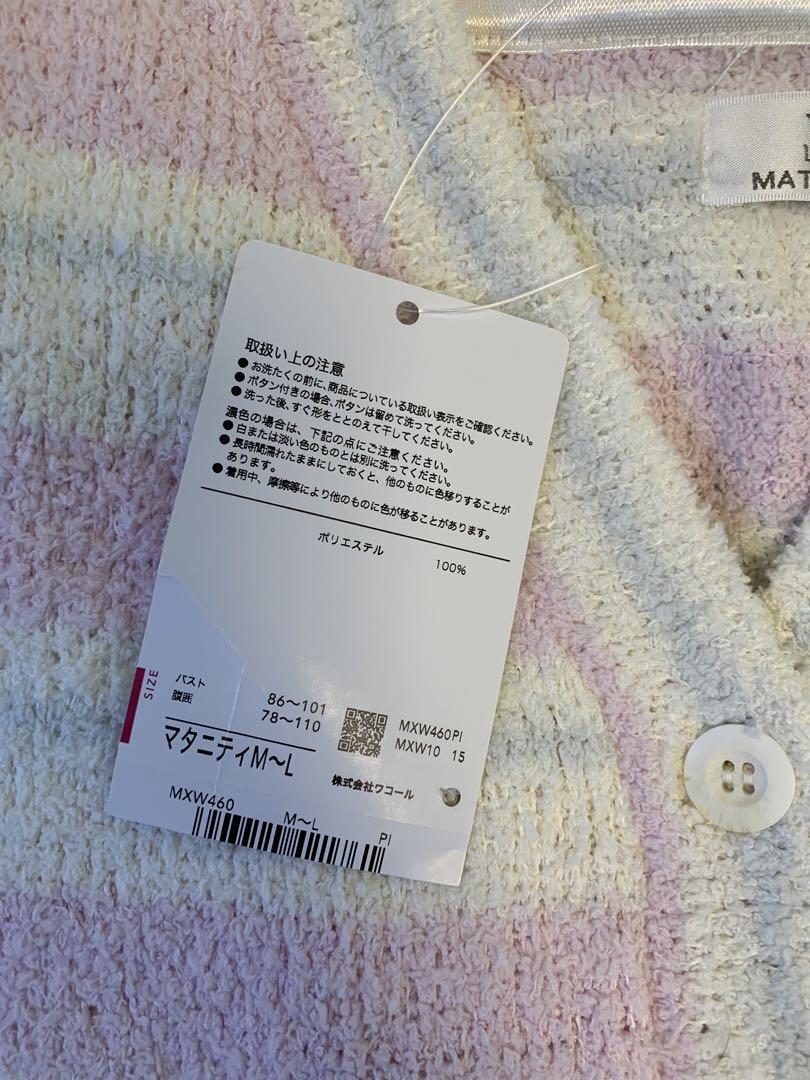 MAT
取扱い上の注意
●お洗たくの前に、商品についている取扱い表示をご確認ください。
●ボタン付きの場合、ボタンは留めて洗ってください。
●洗った後、すぐ形をととのえて干してください。
濃色の場合は、下記の点にご注意ください。
●白または淡い色のものとは別に洗ってください。
●長時間濡れたままにしておくと、他のものに色移りすることが
あります。
●着用中、摩擦等により他のものに色が移ることがあります。
ポリエステル 100%
SIZE
バスト 86～101
腹囲 78～110
マタニティM～L
MXW460PI
MXW10 15
株式会社ワコール
MXW460 M～L PI